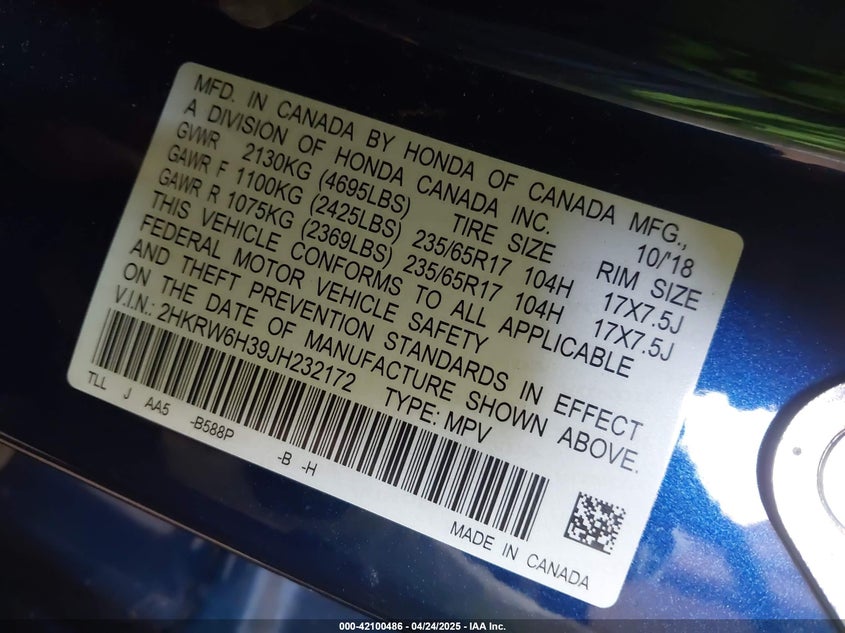 MFD. IN CANADA BY HONDA OF CANADA MFG.,
A DIVISION OF HONDA CANADA INC. 10/'18
GVWR 2130KG (4695LBS) TIRE SIZE RIM SIZE
GAWR F 1100KG (2425LBS) 235/65R17 104H 17X7.5J
GAWR R 1075KG (2369LBS) 235/65R17 104H 17X7.5J
THIS VEHICLE CONFORMS TO ALL APPLICABLE
FEDERAL MOTOR VEHICLE SAFETY
AND THEFT PREVENTION STANDARDS IN EFFECT
ON THE DATE OF MANUFACTURE SHOWN ABOVE.
V.I.N.: 2HKRW6H39JH232172 TYPE: MPV
TLL J AA5 -B588P -B -H
MADE IN CANADA
000-42100486 - 04/24/2025 - IAA Inc.